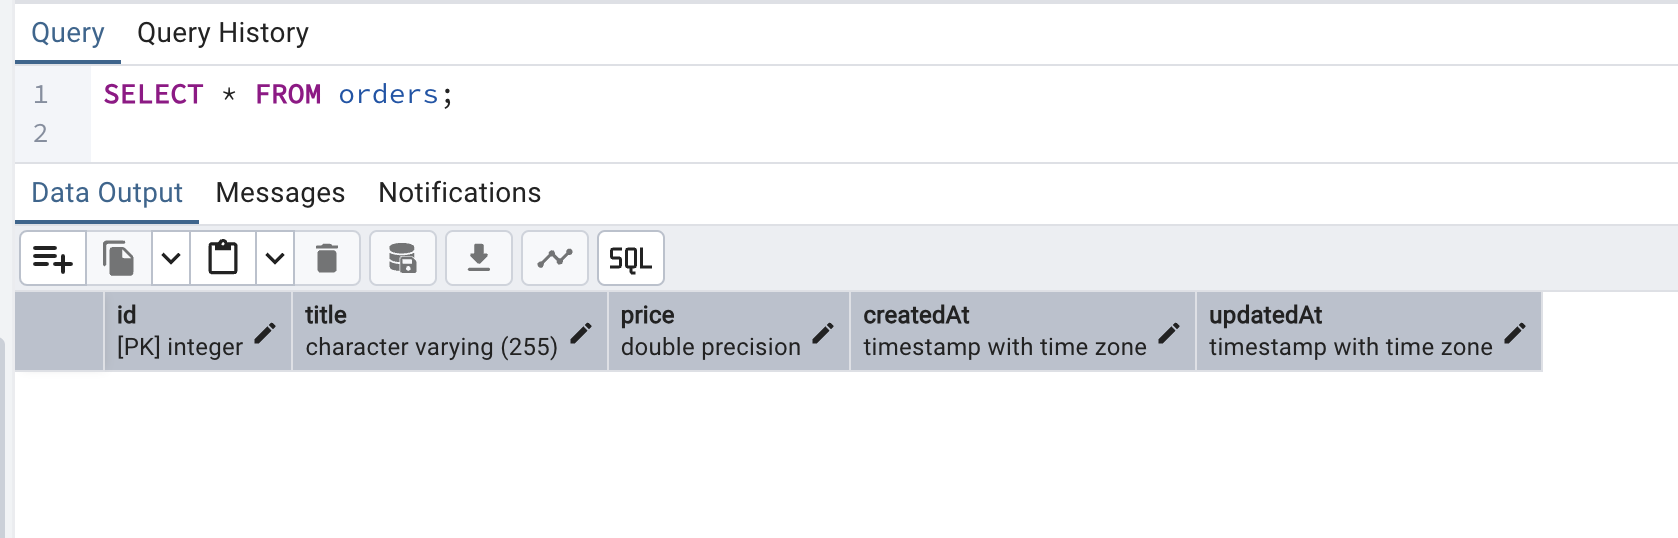 Query Query History
1 SELECT * FROM orders;
2
Data Output Messages Notifications
SQL
id title price createdAt updatedAt
[PK] integer character varying (255) double precision timestamp with time zone timestamp with time zone